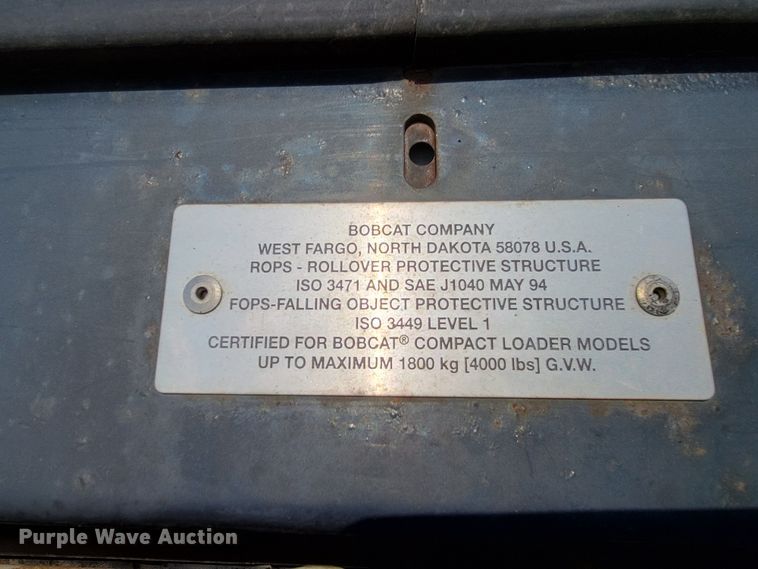 BOBCAT COMPANY
WEST FARGO, NORTH DAKOTA 58078 U.S.A.
ROPS - ROLLOVER PROTECTIVE STRUCTURE
ISO 3471 AND SAE J1040 MAY 94
FOPS-FALLING OBJECT PROTECTIVE STRUCTURE
ISO 3449 LEVEL 1
CERTIFIED FOR BOBCAT® COMPACT LOADER MODELS
UP TO MAXIMUM 1800 kg [4000 lbs] G.V.W.
Purple Wave Auction